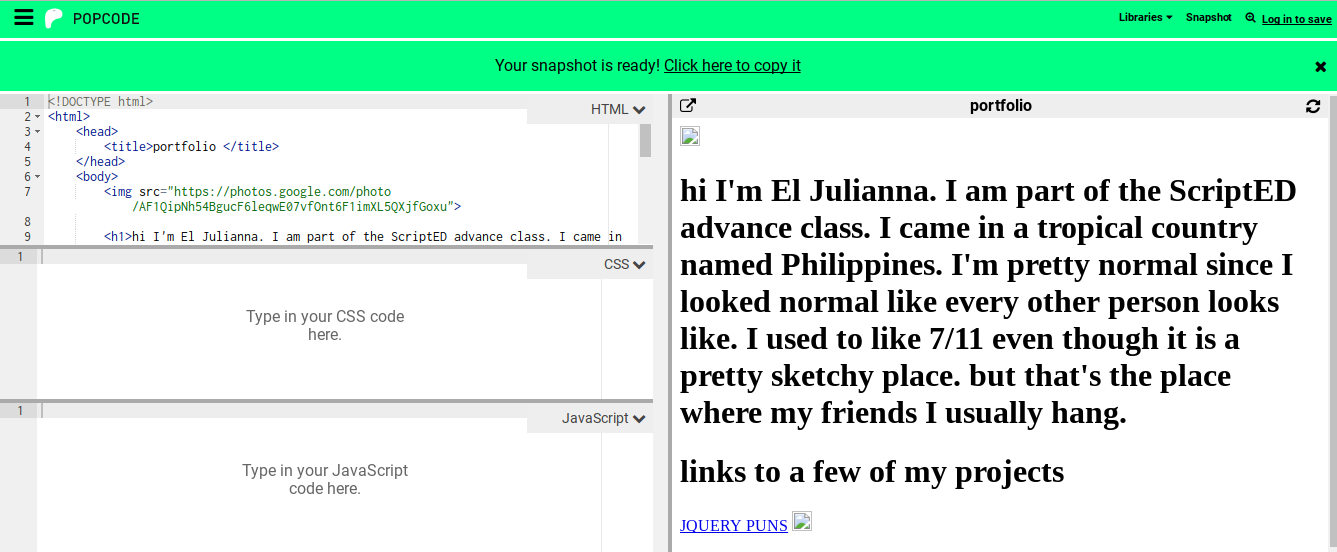 POPCODE
Libraries
Snapshot
Log in to save
Your snapshot is ready! Click here to copy it
HTML
1 <!DOCTYPE html>
2 <html>
3 <head>
4 <title>portfolio </title>
5 </head>
6 <body>
7 <img src="https://photos.google.com/photo
/AF1QipNh54BgucF6leqwE07vfOnt6F1imXL5QXjfGoxu">
8
9 <h1>hi I'm El Julianna. I am part of the ScriptED advance class. I came in
CSS
1
Type in your CSS code
here.
JavaScript
1
Type in your JavaScript
code here.
portfolio
hi I'm El Julianna. I am part of the ScriptED
advance class. I came in a tropical country
named Philippines. I'm pretty normal since I
looked normal like every other person looks
like. I used to like 7/11 even though it is a
pretty sketchy place. but that's the place
where my friends I usually hang.
links to a few of my projects
JQUERY PUNS